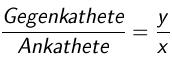 Gegenkathete / Ankathete = y / x